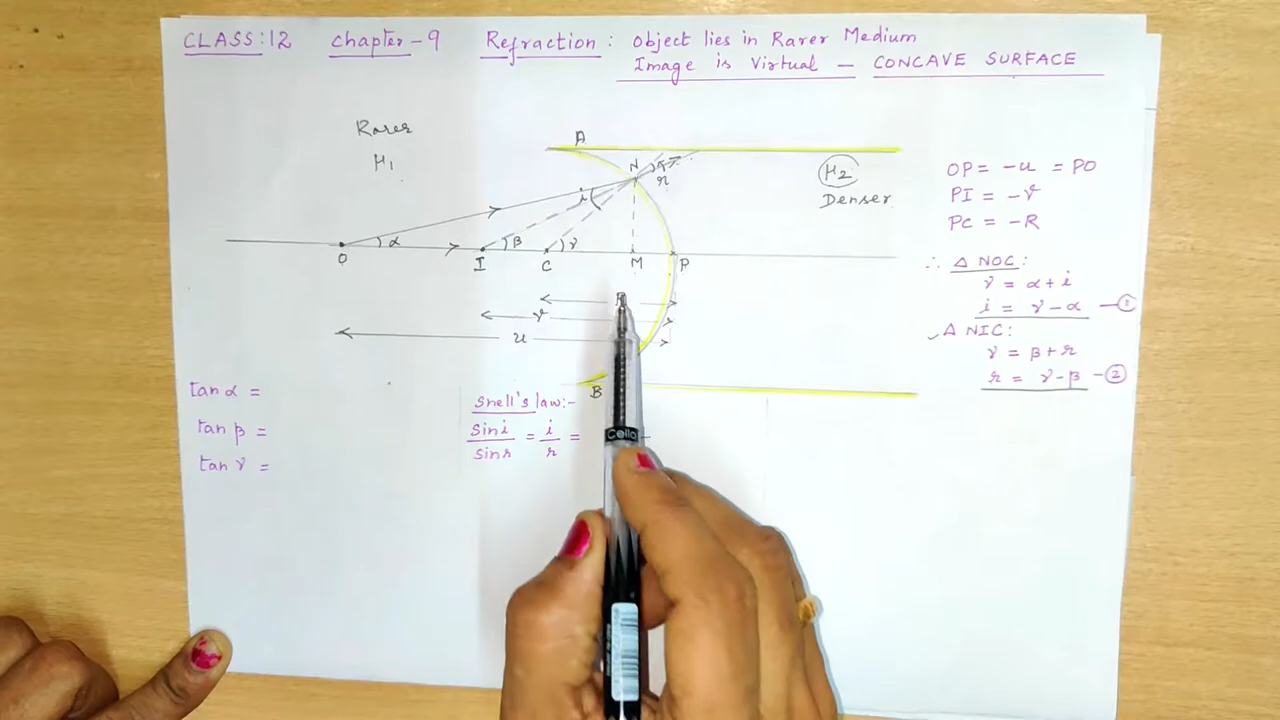 CLASS:12 chapter-9 Refraction: Object lies in Rarer Medium
Image is Virtual — CONCAVE SURFACE
Rarer
μ1
A
N
r
i
α
β
γ
O
I
C
M
P
μ2
Denser
R
v
u
B
OP = -u = PO
PI = -v
PC = -R
∴ △ NOC:
γ = α + i
i = γ - α —①
△ NIC:
γ = β + r
r = γ - β —②
tan α =
tan β =
tan γ =
Snell's law:-
sin i / sin r = i / r =
Cello